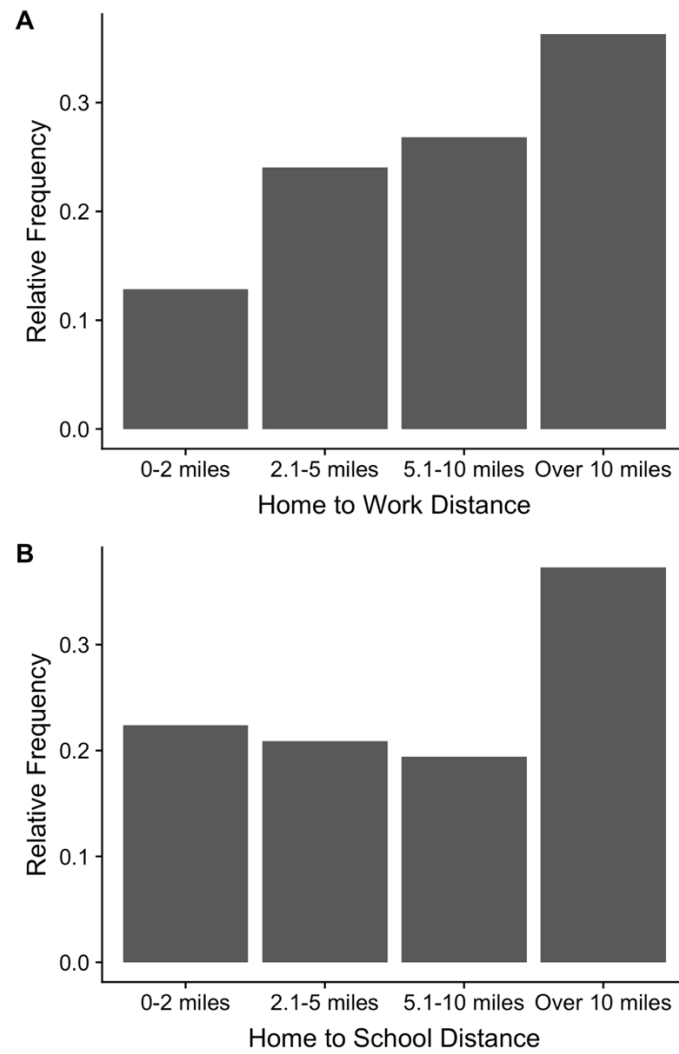 A
Relative Frequency
0.3
0.2
0.1
0.0
0-2 miles 2.1-5 miles 5.1-10 miles Over 10 miles
Home to Work Distance
B
Relative Frequency
0.3
0.2
0.1
0.0
0-2 miles 2.1-5 miles 5.1-10 miles Over 10 miles
Home to School Distance